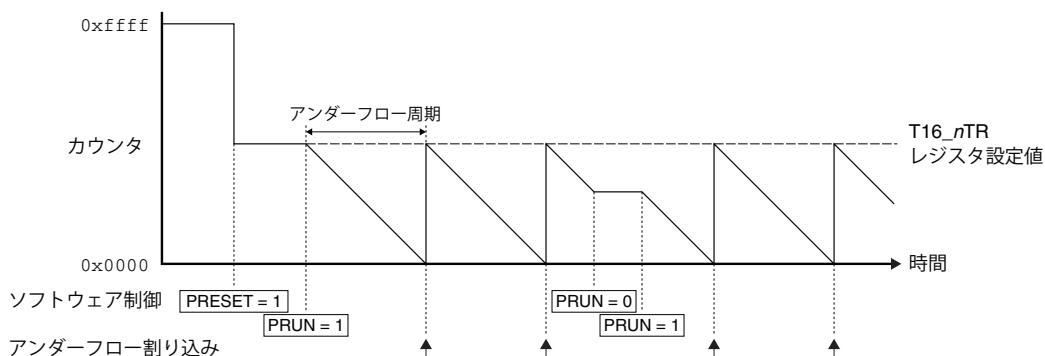 0xffff
アンダーフロー周期
カウンタ
T16_nTR
レジスタ設定値
0x0000
時間
ソフトウェア制御
PRESET = 1
PRUN = 0
PRUN = 1
PRUN = 1
アンダーフロー割り込み